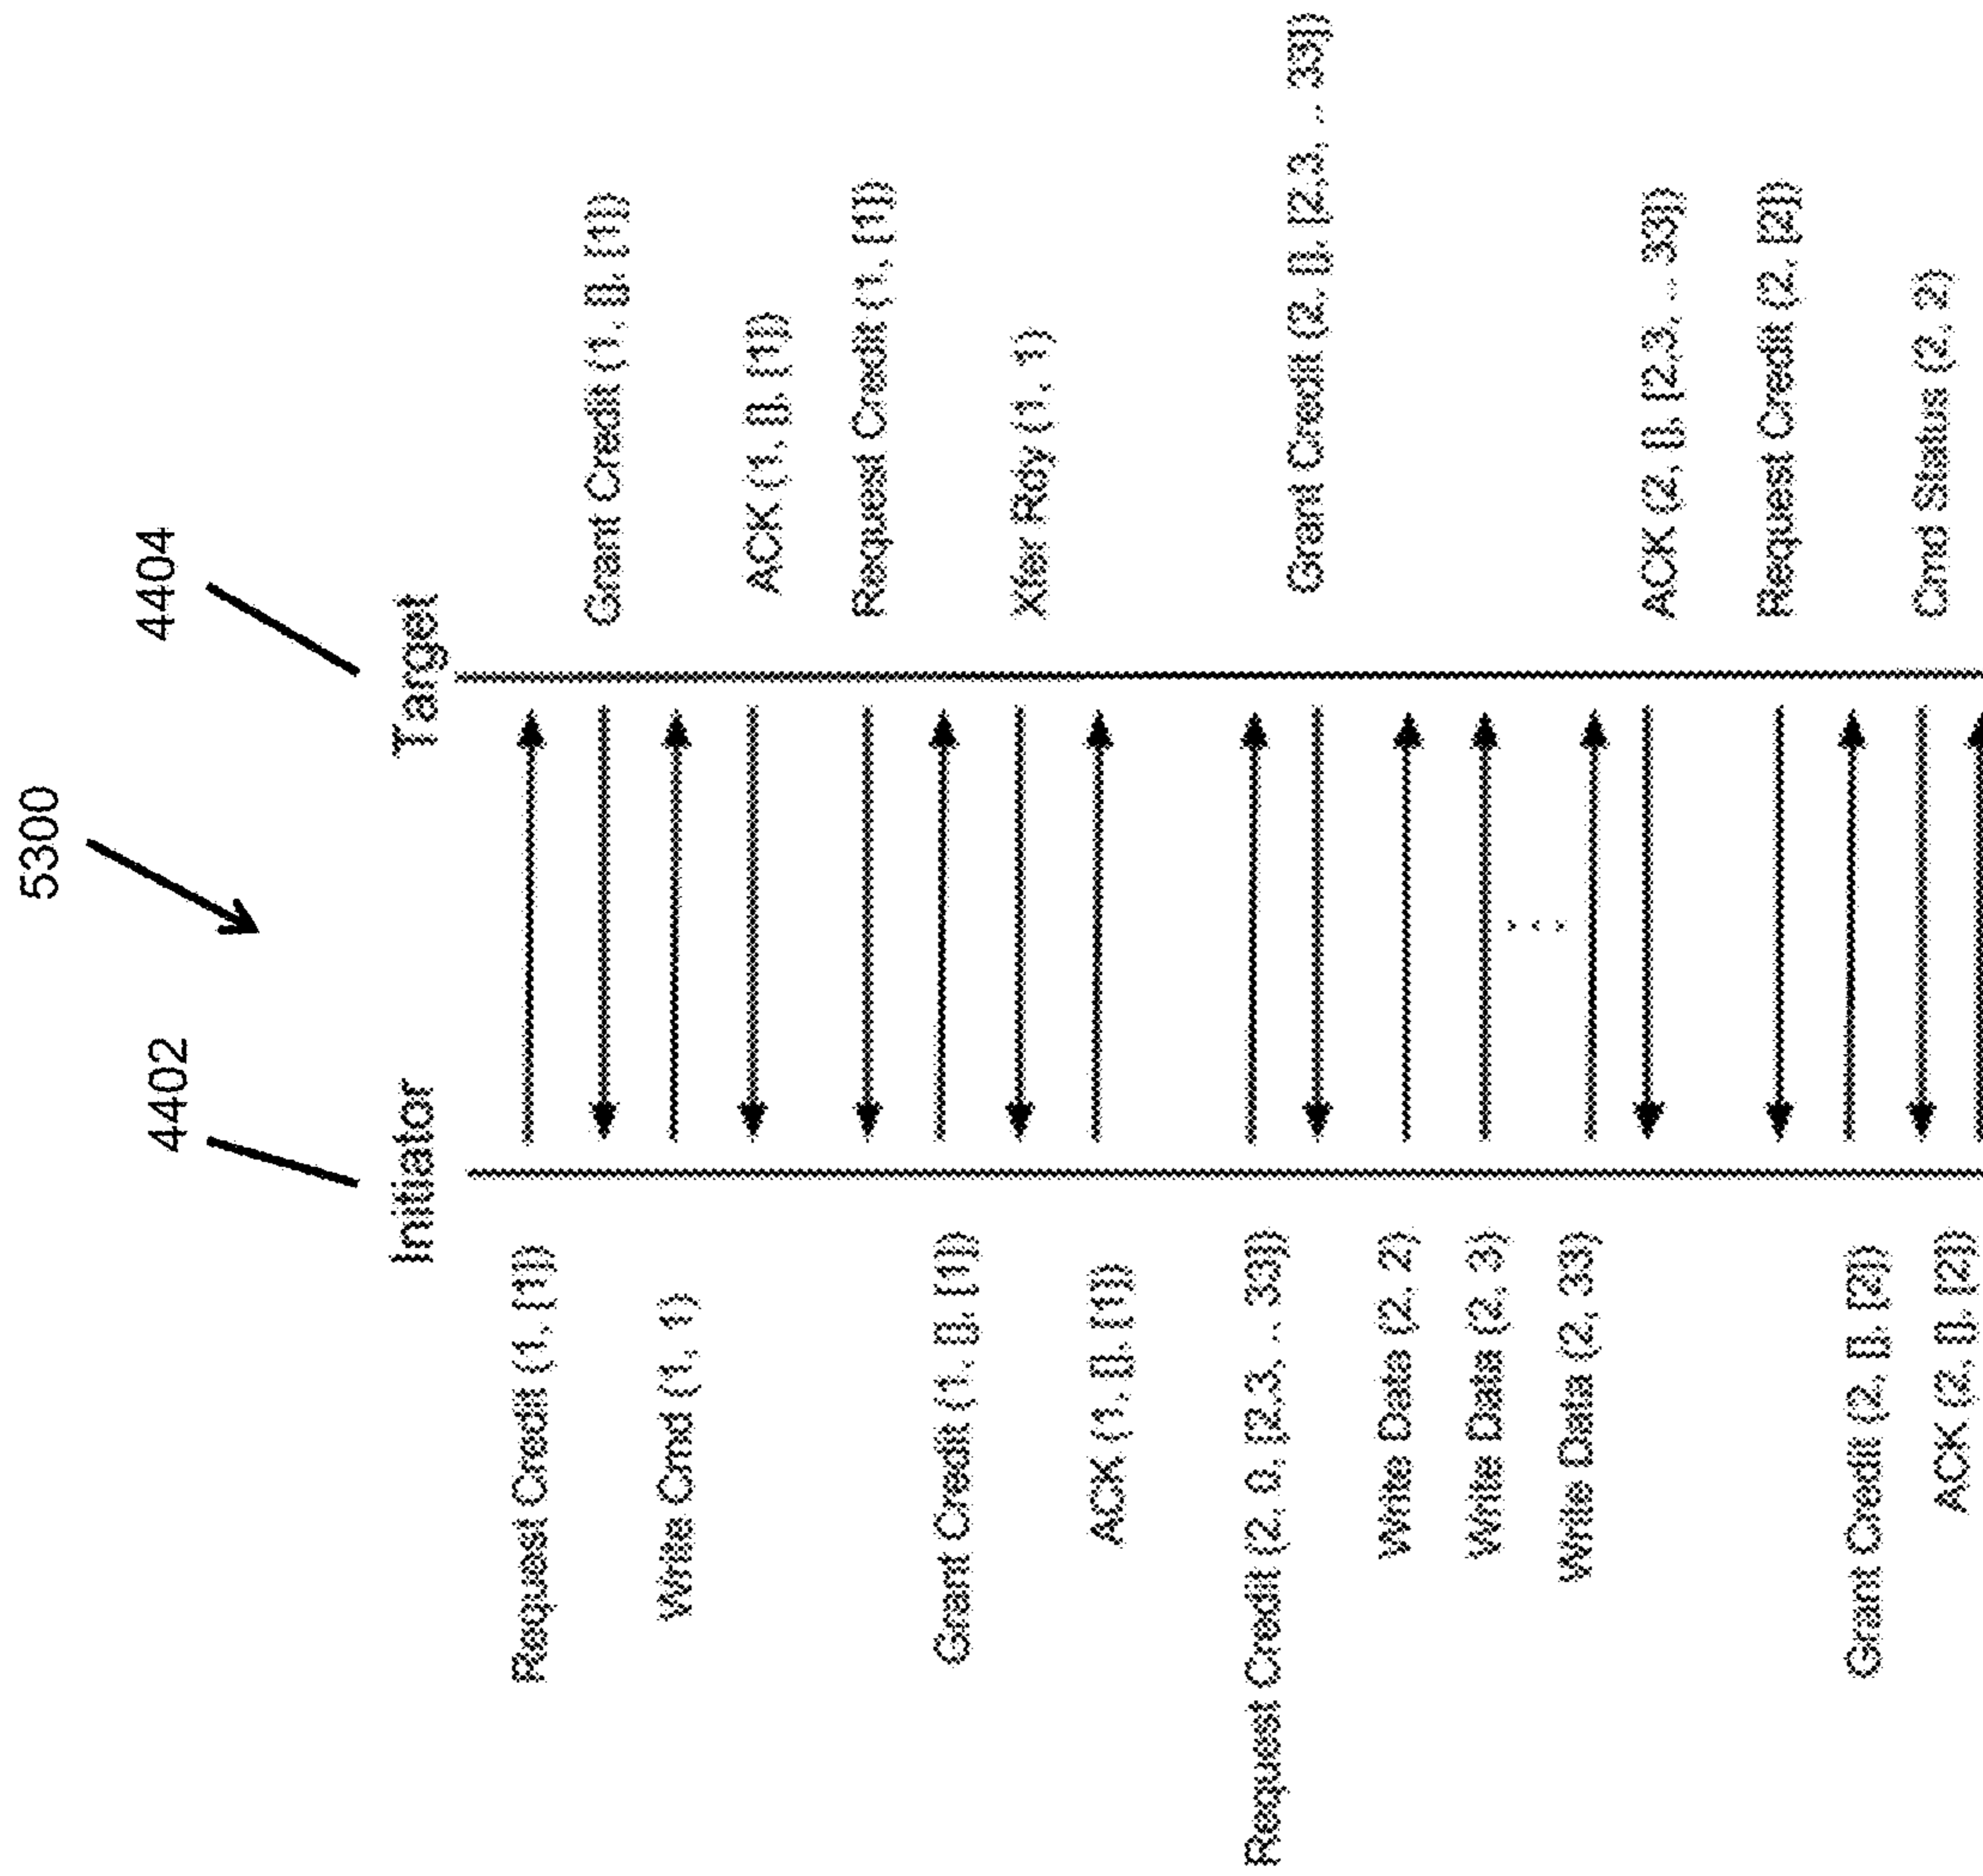 5300
4402
4404
Initiator
Target
Request Credit (1, [1])
Grant Credit (1, [], [1])
Write Cmd (1, 1)
ACK (1, [], [1])
Request Credit (1, [1])
Grant Credit (1, [], [1])
Xfer Rdy (1, 1)
ACK (1, [], [1])
Request Credit (2, 0, [2,3, .. 33])
Grant Credit (2, [], [2,3, .. 33])
Write Data (2, 2)
Write Data (2, 3)
...
Write Data (2, 33)
ACK (2, [], [2,3, .. 33])
Request Credit (2, [2])
Grant Credit (2, [], [2])
Cmd Status (2, 2)
ACK (2, [], [2])